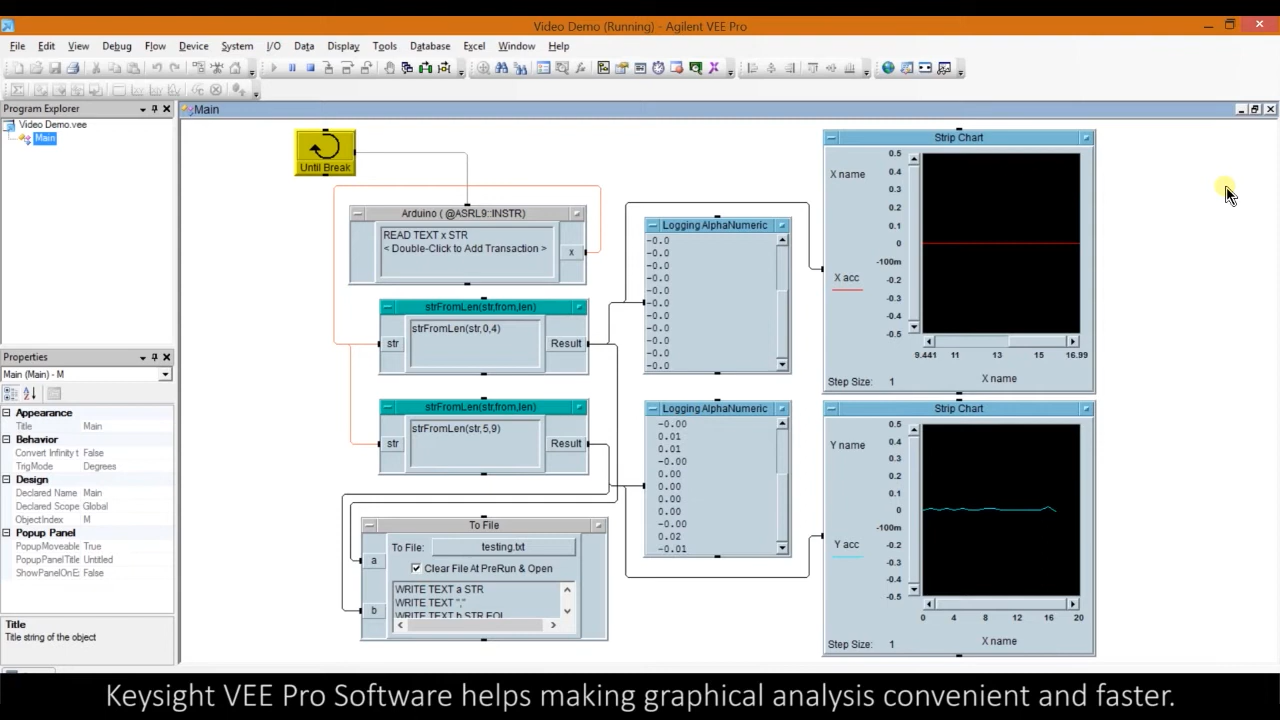 Video Demo (Running) - Agilent VEE Pro
File Edit View Debug Flow Device System I/O Data Display Tools Database Excel Window Help
Program Explorer
Video Demo.vee
Main
Properties
Main (Main) - M
Appearance
Title Main
Behavior
Convert Infinity t False
TrigMode Degrees
Design
Declared Name Main
Declared Scope Global
ObjectIndex M
Popup Panel
PopupMoveable True
PopupPanelTitle Untitled
ShowPanelOnE False
Title
Title string of the object
Main
Until Break
Arduino ( @ASRL9::INSTR)
READ TEXT x STR
< Double-Click to Add Transaction >
x
strFromLen(str,from,len)
str
strFromLen(str,0,4)
Result
strFromLen(str,from,len)
str
strFromLen(str,5,9)
Result
To File
To File: testing.txt
Clear File At PreRun & Open
a
b
WRITE TEXT a STR
WRITE TEXT ","
WRITE TEXT b STR EOL
Logging AlphaNumeric
-0.0
-0.0
-0.0
-0.0
-0.0
-0.0
-0.0
-0.0
-0.0
-0.0
-0.0
Logging AlphaNumeric
-0.00
0.01
0.01
-0.00
0.00
0.00
0.00
0.00
-0.00
0.02
-0.01
Strip Chart
X name
X acc
0.5
0.4
0.3
0.2
0.1
0
-100m
-0.2
-0.3
-0.4
-0.5
9.441 11 13 15 16.99
Step Size: 1
X name
Strip Chart
Y name
Y acc
0.5
0.4
0.3
0.2
0.1
0
-100m
-0.2
-0.3
-0.4
-0.5
0 4 8 12 16 20
Step Size: 1
X name
Keysight VEE Pro Software helps making graphical analysis convenient and faster.